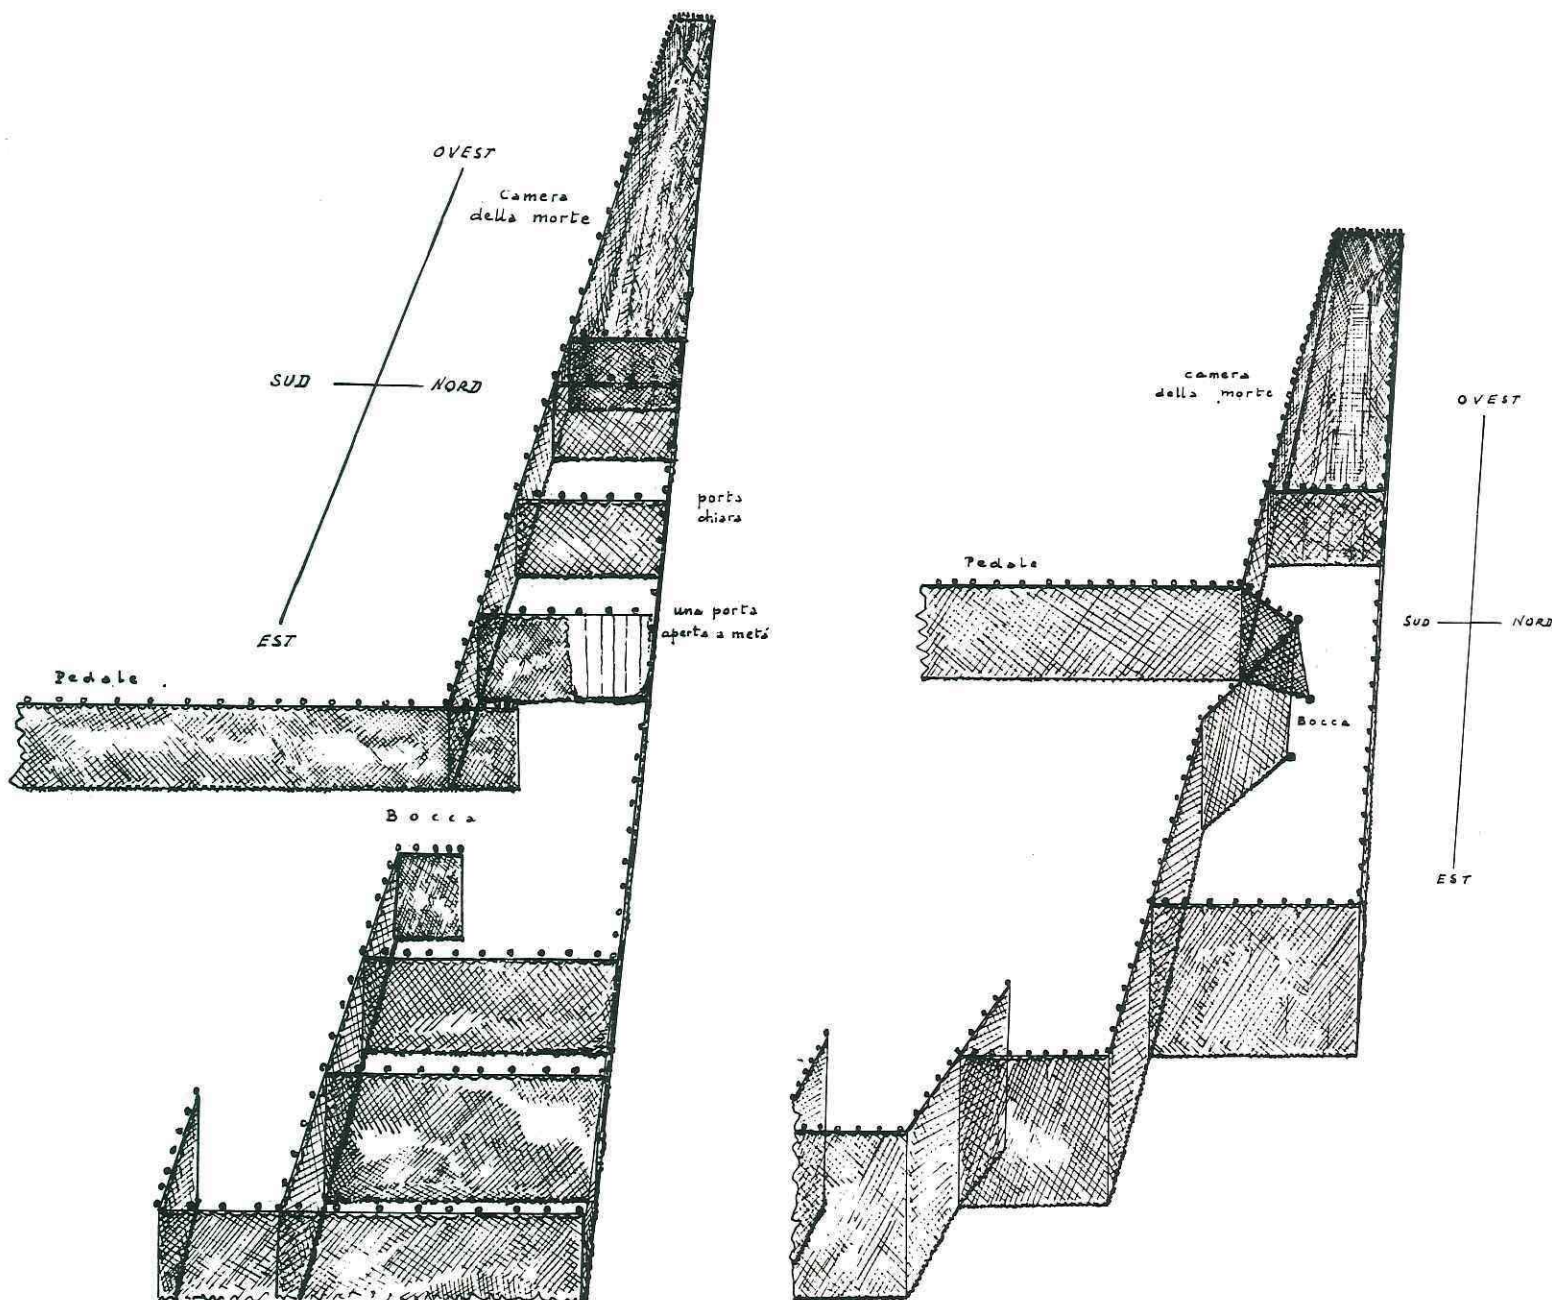 OVEST
Camera
della morte
SUD
NORD
porta
chiara
una porta
aperta a metá
EST
Pedale
Bocca
camera
della morte
OVEST
Pedale
SUD
NORD
Bocca
EST